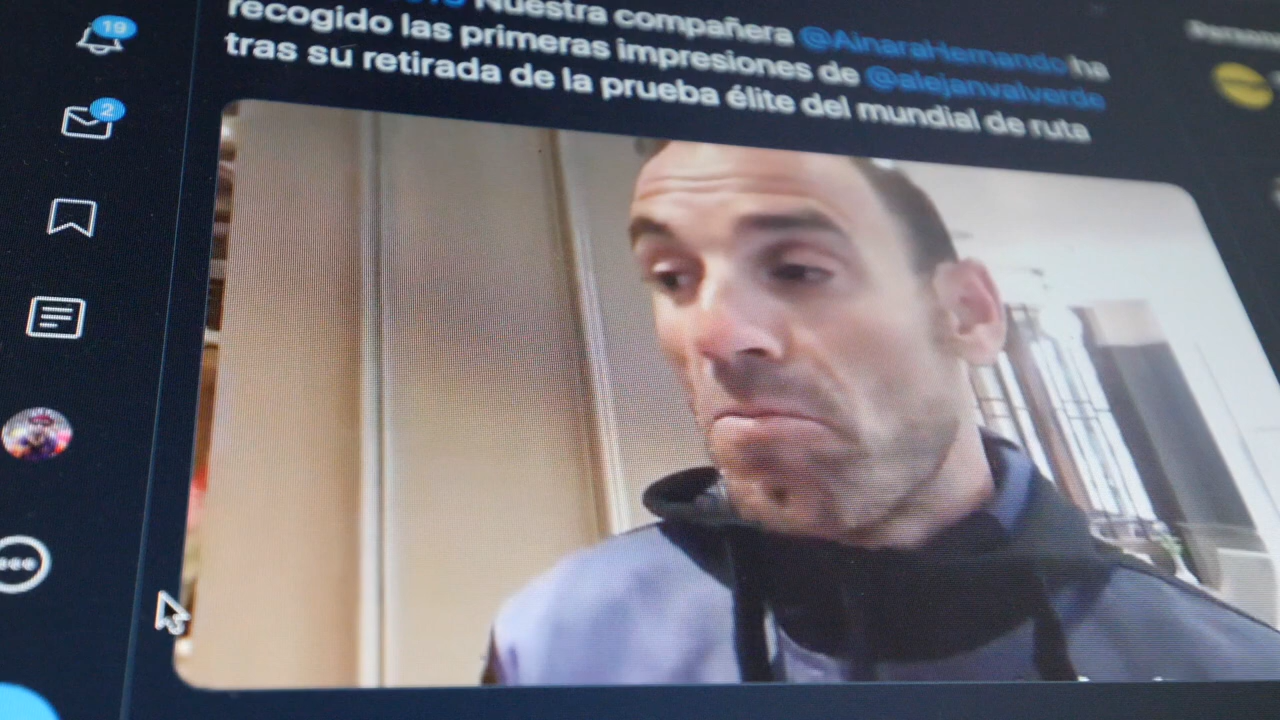 Nuestra compañera @AinaraHernando ha
recogido las primeras impresiones de @alejanvalverde
tras su retirada de la prueba élite del mundial de ruta
19
2